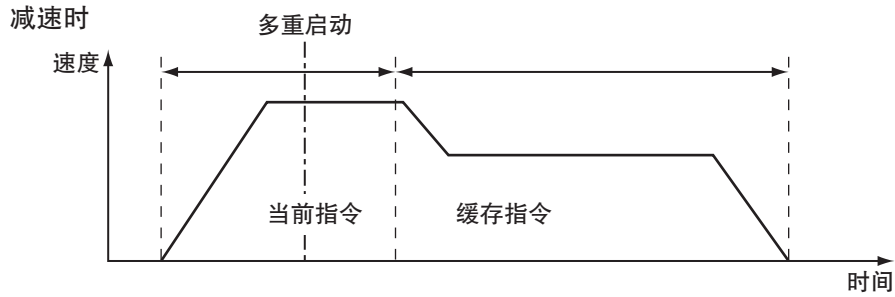 减速时
多重启动
速度
当前指令
缓存指令
时间